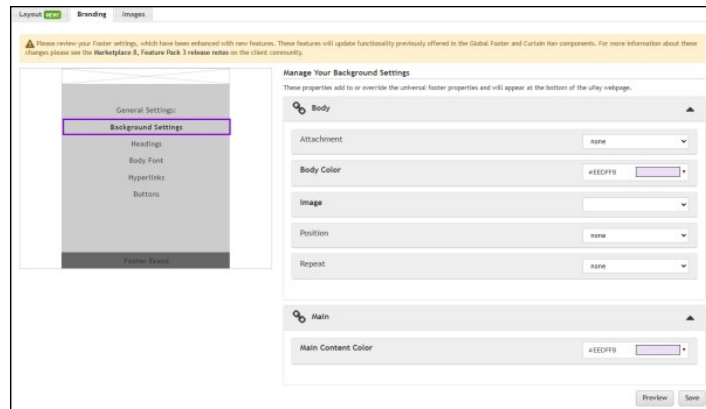 Layout NEW! Branding Images
Please review your Footer settings, which have been enhanced with new features. These features will update functionality previously offered in the Global Footer and Curtain Nav components. For more information about these
changes please see the Marketplace 8, Feature Pack 3 release notes on the client community.
Manage Your Background Settings
These properties add to or override the universal footer properties and will appear at the bottom of the uPay webpage.
General Settings:
Background Settings
Headings
Body Font
Hyperlinks
Buttons
Footer Brand
Body
Attachment none
Body Color #EEDFF8
Image
Position none
Repeat none
Main
Main Content Color #EEDFF8
Preview Save